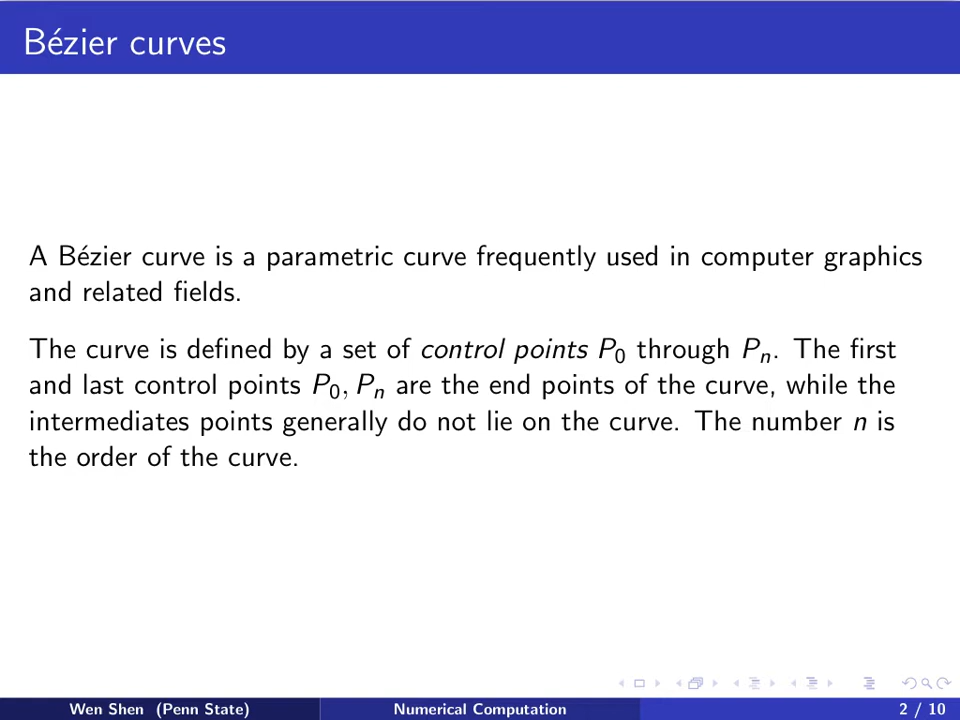 Bézier curves
A Bézier curve is a parametric curve frequently used in computer graphics
and related fields.
The curve is defined by a set of control points P₀ through Pₙ. The first
and last control points P₀, Pₙ are the end points of the curve, while the
intermediates points generally do not lie on the curve. The number n is
the order of the curve.
Wen Shen (Penn State) Numerical Computation 2 / 10